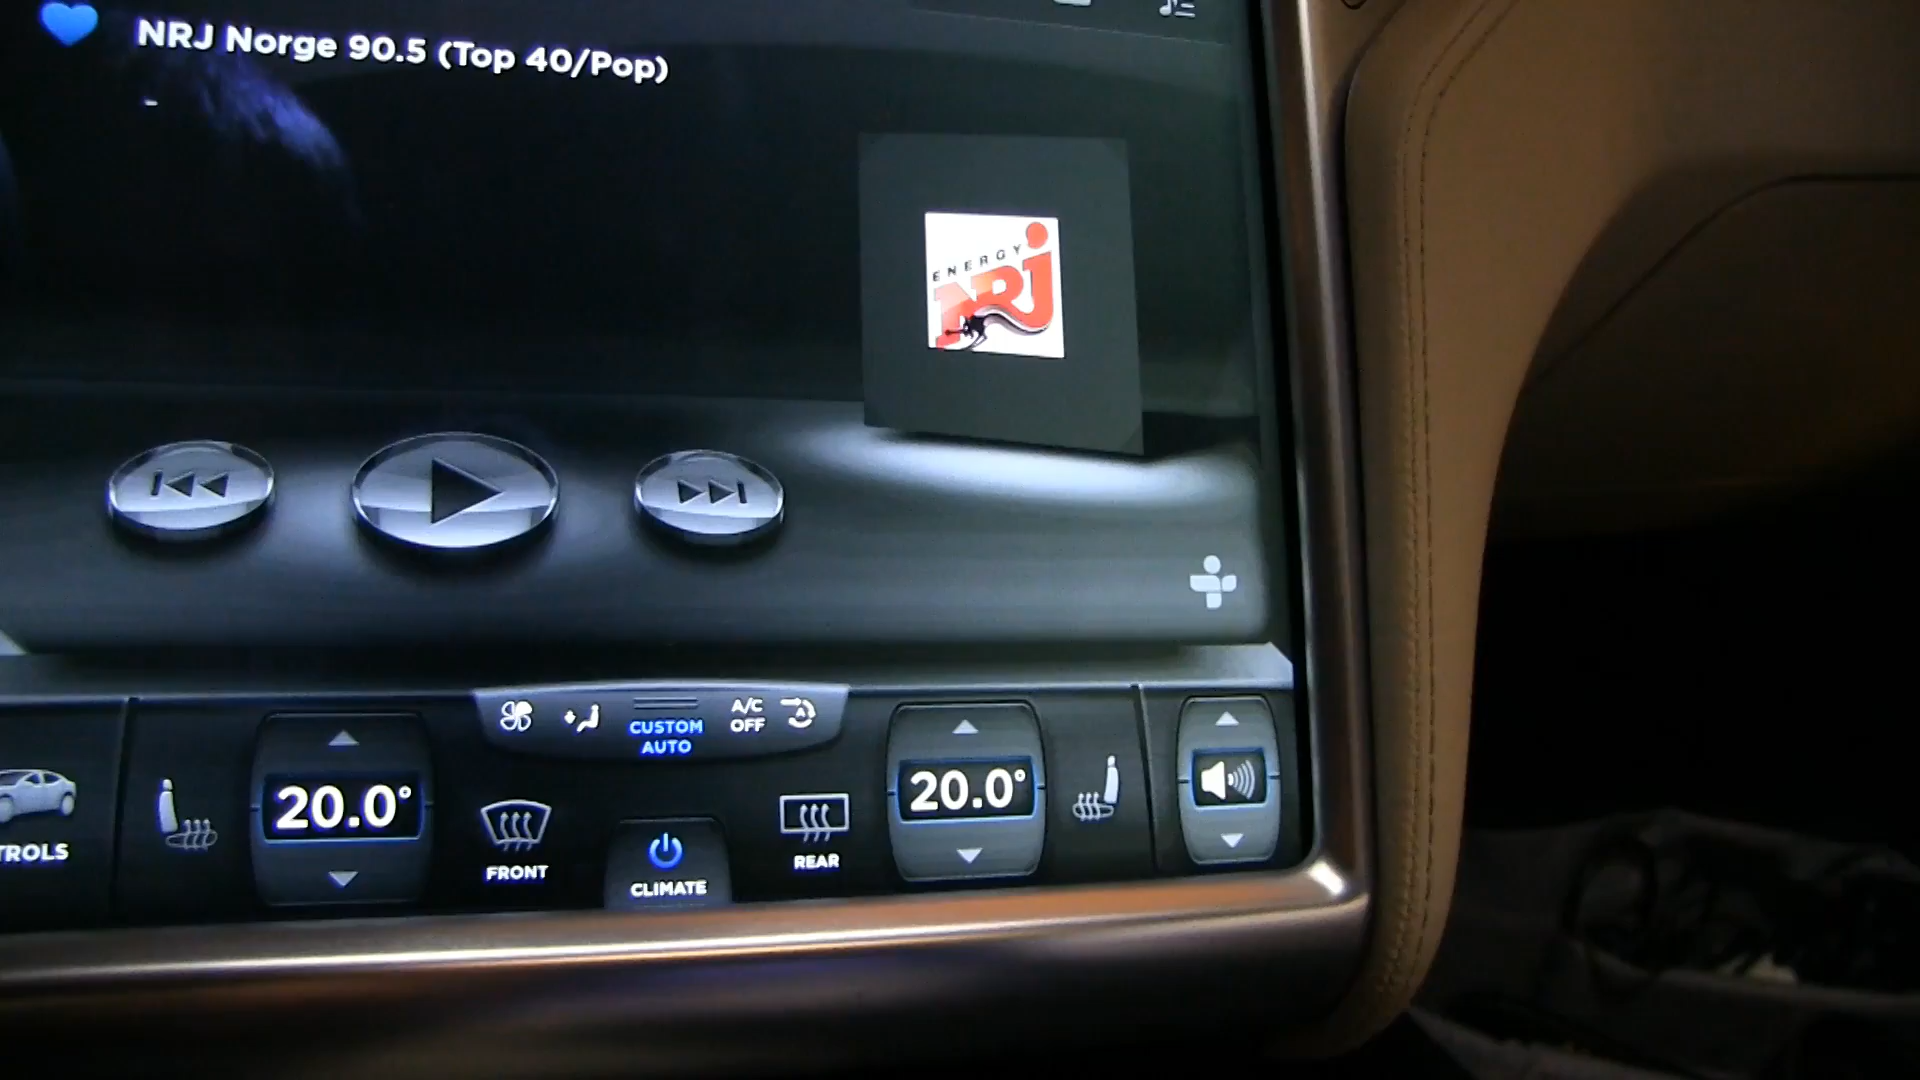 NRJ Norge 90.5 (Top 40/Pop)
-
ENERGY
NRJ
CUSTOM
AUTO
A/C
OFF
A
TROLS
20.0°
FRONT
CLIMATE
REAR
20.0°